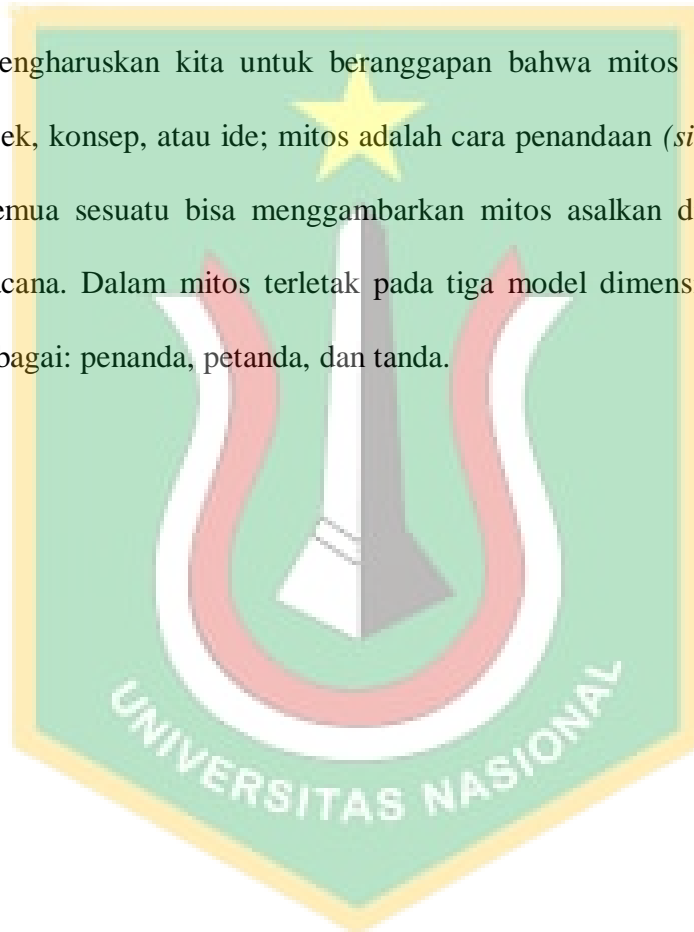 engharuskan kita untuk beranggapan bahwa mitos
ek, konsep, atau ide; mitos adalah cara penandaan (si
emua sesuatu bisa menggambarkan mitos asalkan d
acana. Dalam mitos terletak pada tiga model dimens
bagai: penanda, petanda, dan tanda.
UNIVERSITAS NASIONAL